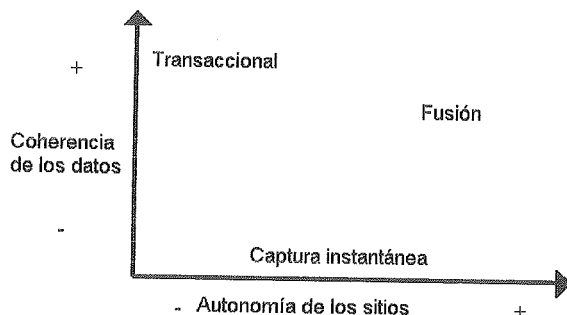 Transaccional
+
Fusión
Coherencia
de los datos
-
Captura instantánea
- Autonomía de los sitios +